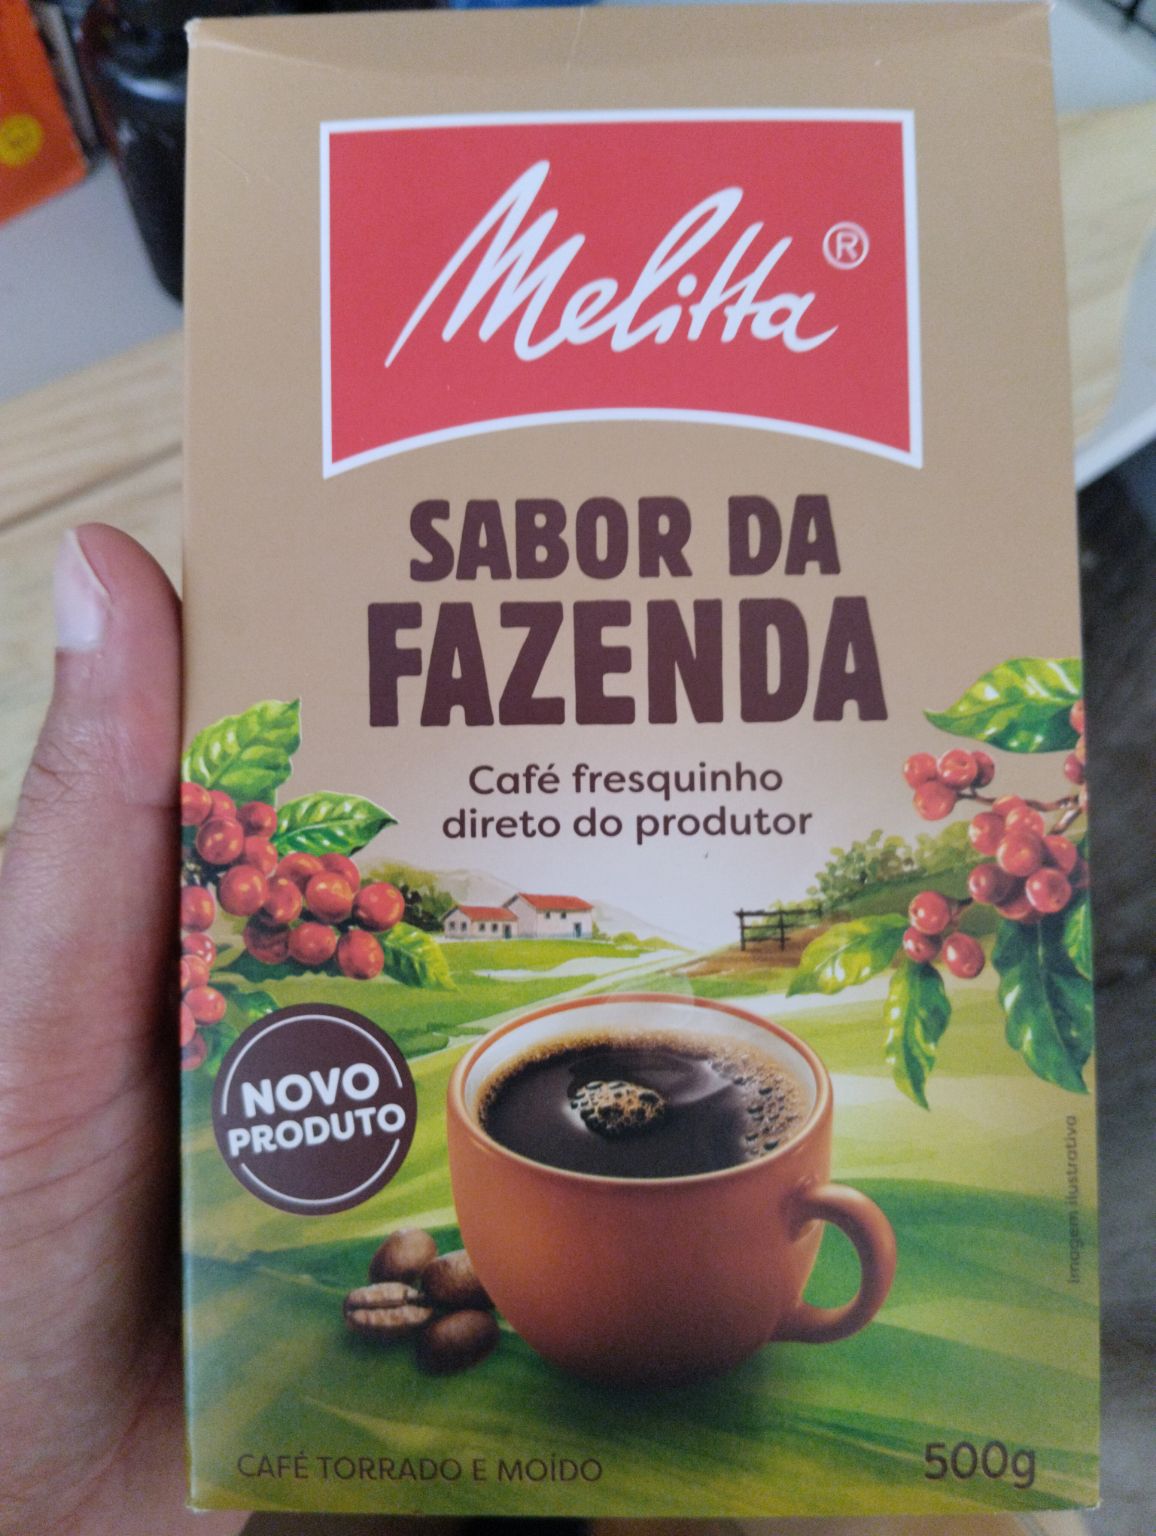 Melitta®
SABOR DA
FAZENDA
Café fresquinho
direto do produtor
NOVO
PRODUTO
Imagem ilustrativa
CAFÉ TORRADO E MOÍDO
500g